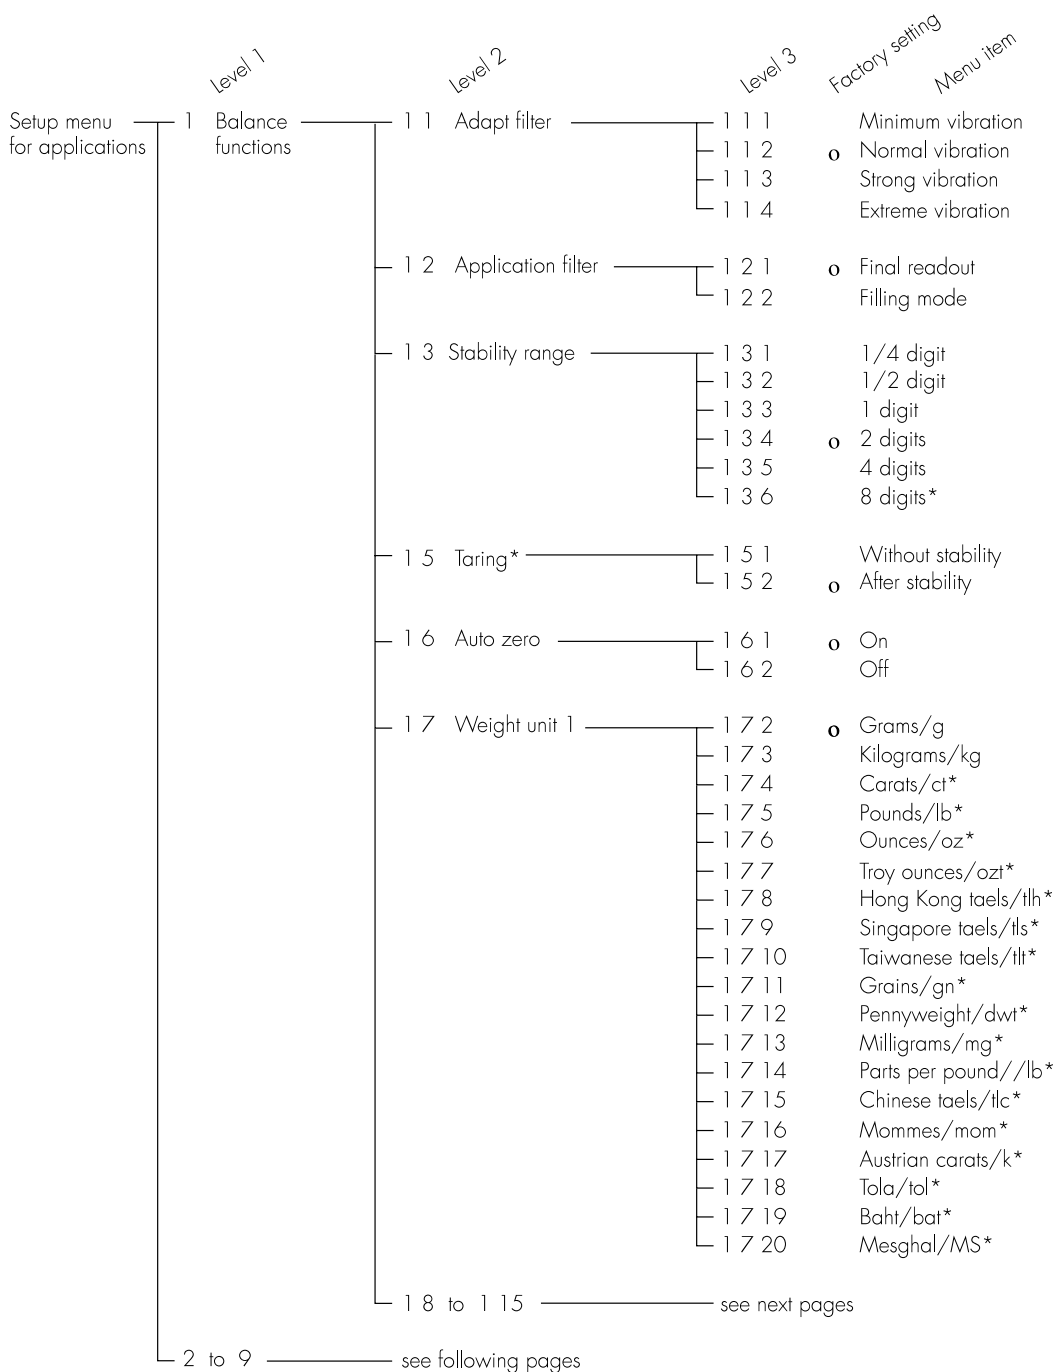 Level 1 Level 2 Level 3 Factory setting Menu item
Setup menu 1 Balance 1 1 Adapt filter 1 1 1 Minimum vibration
for applications functions 1 1 2 o Normal vibration
1 1 3 Strong vibration
1 1 4 Extreme vibration
1 2 Application filter 1 2 1 o Final readout
1 2 2 Filling mode
1 3 Stability range 1 3 1 1/4 digit
1 3 2 1/2 digit
1 3 3 1 digit
1 3 4 o 2 digits
1 3 5 4 digits
1 3 6 8 digits*
1 5 Taring* 1 5 1 Without stability
1 5 2 o After stability
1 6 Auto zero 1 6 1 o On
1 6 2 Off
1 7 Weight unit 1 1 7 2 o Grams/g
1 7 3 Kilograms/kg
1 7 4 Carats/ct*
1 7 5 Pounds/lb*
1 7 6 Ounces/oz*
1 7 7 Troy ounces/ozt*
1 7 8 Hong Kong taels/tlh*
1 7 9 Singapore taels/tls*
1 7 10 Taiwanese taels/tlt*
1 7 11 Grains/gn*
1 7 12 Pennyweight/dwt*
1 7 13 Milligrams/mg*
1 7 14 Parts per pound//lb*
1 7 15 Chinese taels/tlc*
1 7 16 Mommes/mom*
1 7 17 Austrian carats/k*
1 7 18 Tola/tol*
1 7 19 Baht/bat*
1 7 20 Mesghal/MS*
1 8 to 1 15 see next pages
2 to 9 see following pages